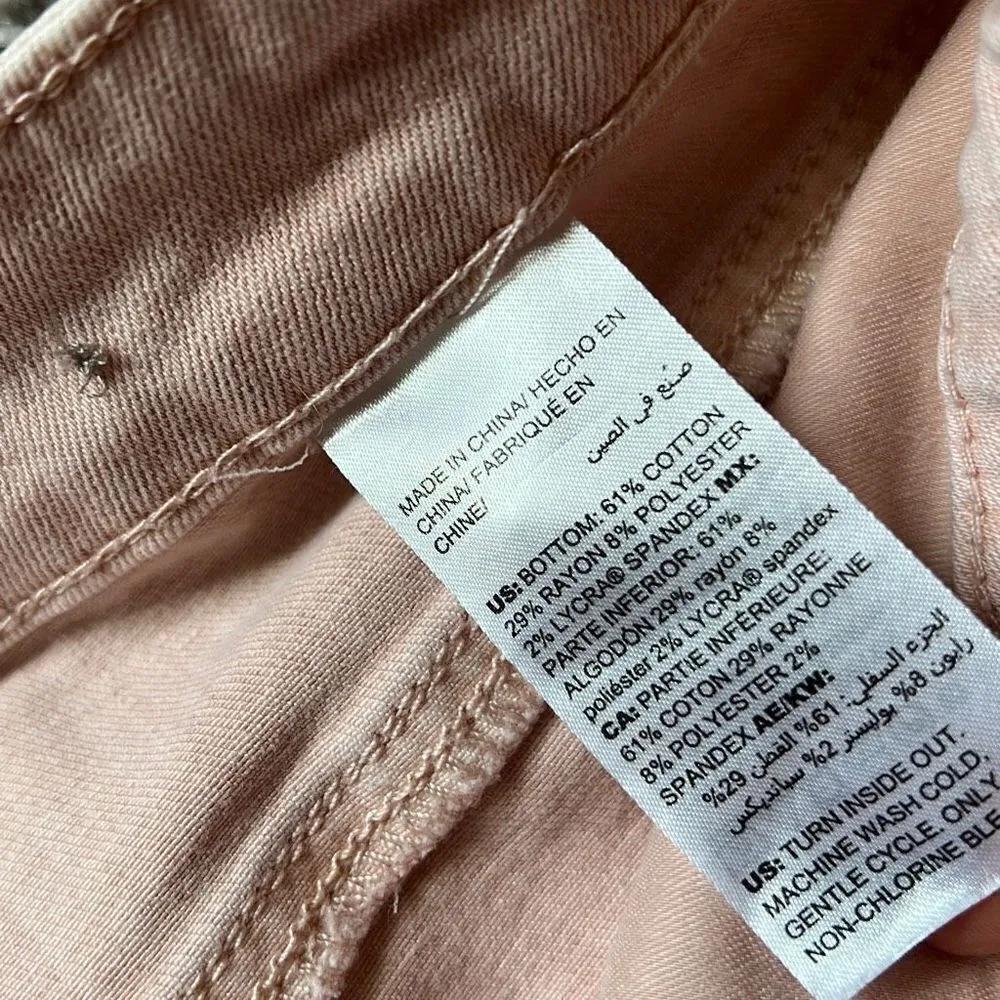 MADE IN CHINA/ HECHO EN
CHINA/ FABRIQUÉ EN
CHINE/
صنع في الصين
US: BOTTOM: 61% COTTON
29% RAYON 8% POLYESTER
2% LYCRA® SPANDEX MX:
PARTE INFERIOR: 61%
ALGODÓN 29% rayón 8%
poliéster 2% LYCRA® spandex
CA: PARTIE INFÉRIEURE:
61% COTON 29% RAYONNE
8% POLYESTER 2%
SPANDEX AE/KW:
الجزء السفلي: 61% القطن 29%
رايون 8% بوليستر 2% سبانديكس
US: TURN INSIDE OUT.
MACHINE WASH COLD,
GENTLE CYCLE. ONLY
NON-CHLORINE BLE